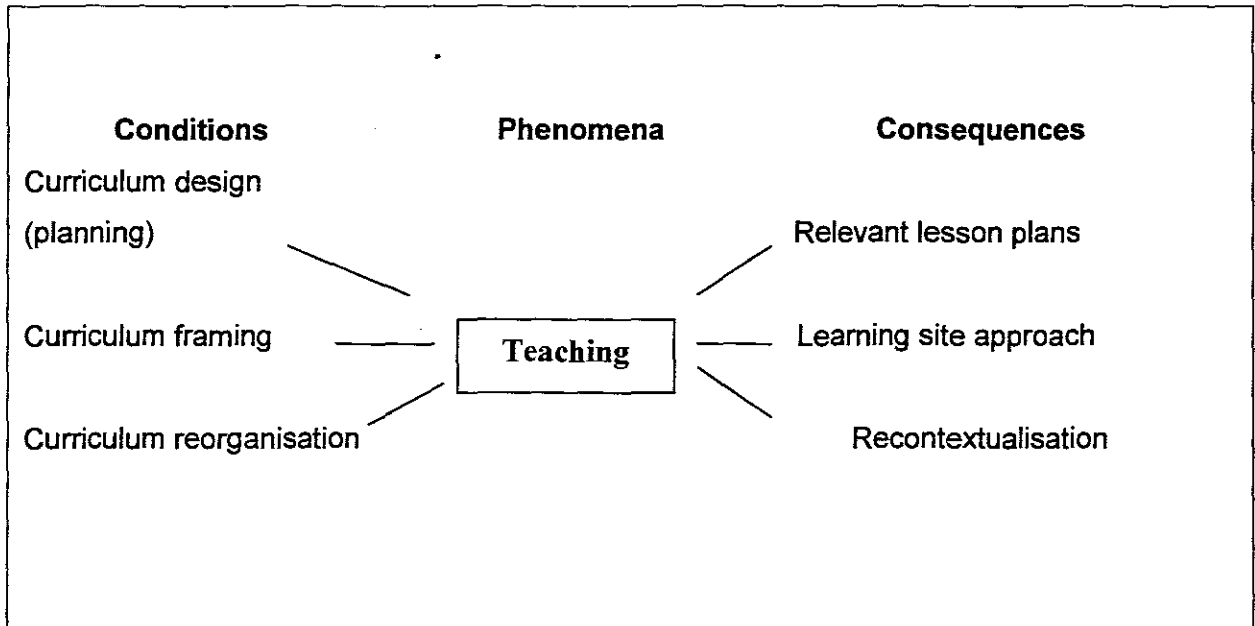 Conditions Phenomena Consequences
Curriculum design
(planning) Relevant lesson plans
Curriculum framing Teaching Learning site approach
Curriculum reorganisation Recontextualisation